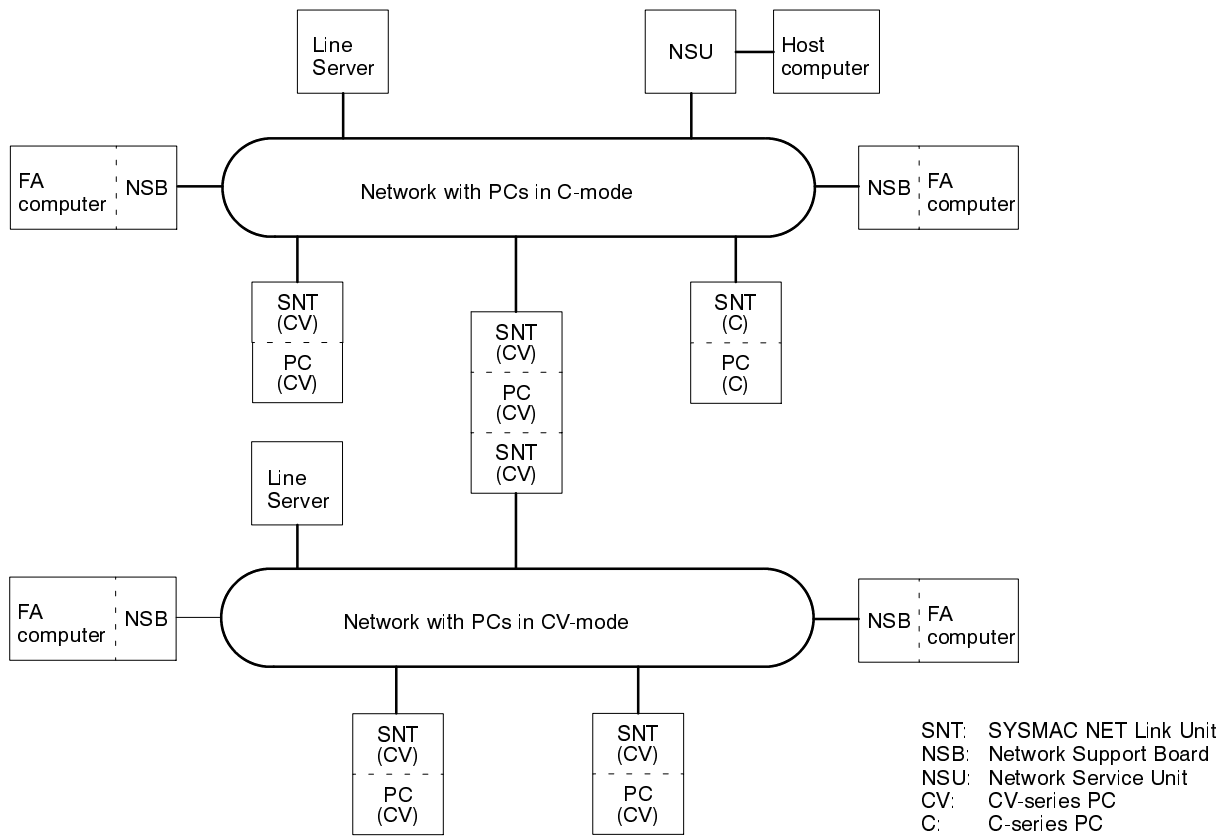 Line
Server
NSU
Host
computer
FA
computer
NSB
Network with PCs in C-mode
NSB
FA
computer
SNT
(CV)
PC
(CV)
SNT
(CV)
PC
(CV)
SNT
(CV)
SNT
(C)
PC
(C)
Line
Server
FA
computer
NSB
Network with PCs in CV-mode
NSB
FA
computer
SNT
(CV)
PC
(CV)
SNT
(CV)
PC
(CV)
SNT: SYSMAC NET Link Unit
NSB: Network Support Board
NSU: Network Service Unit
CV: CV-series PC
C: C-series PC